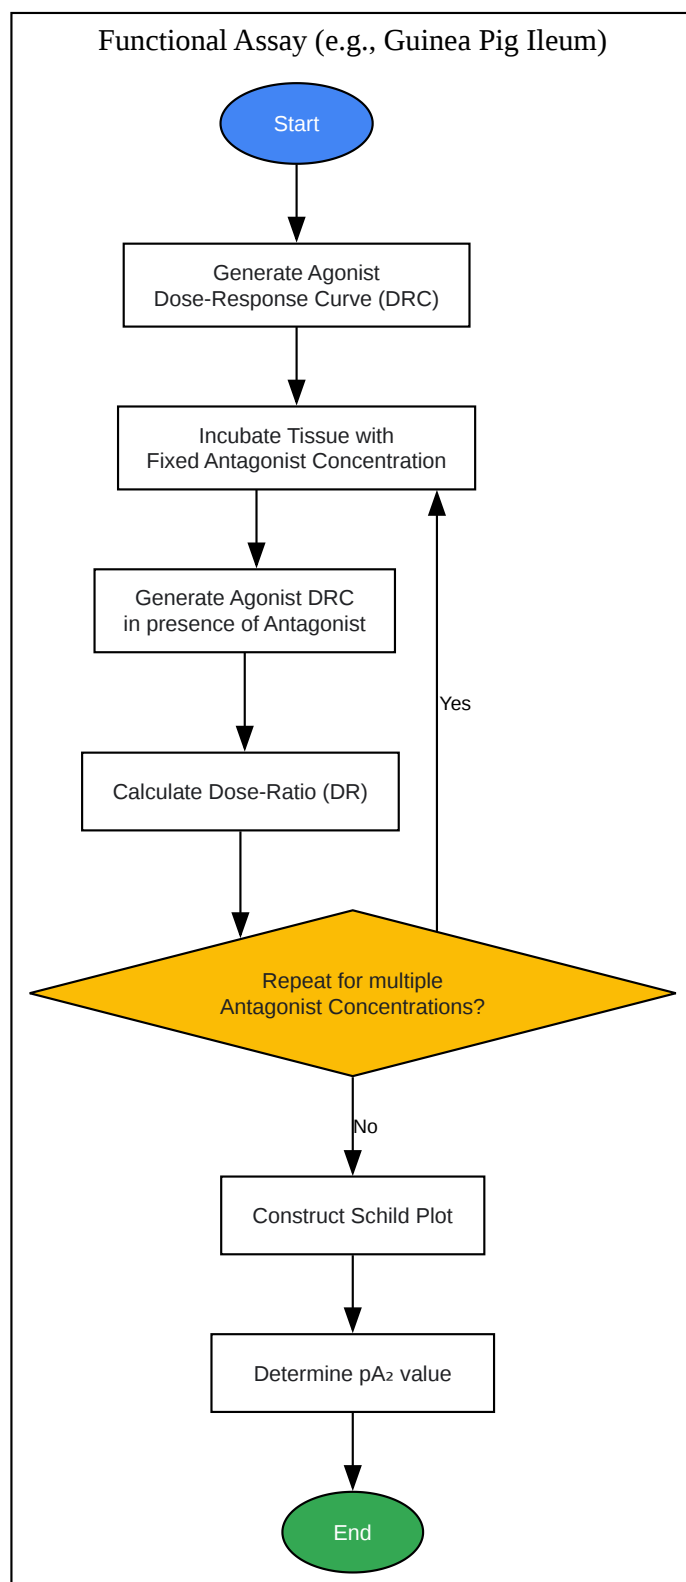 Functional Assay (e.g., Guinea Pig Ileum)
Start
Generate Agonist
Dose-Response Curve (DRC)
Incubate Tissue with
Fixed Antagonist Concentration
Generate Agonist DRC
in presence of Antagonist
Yes
Calculate Dose-Ratio (DR)
Repeat for multiple
Antagonist Concentrations?
No
Construct Schild Plot
Determine pA₂ value
End